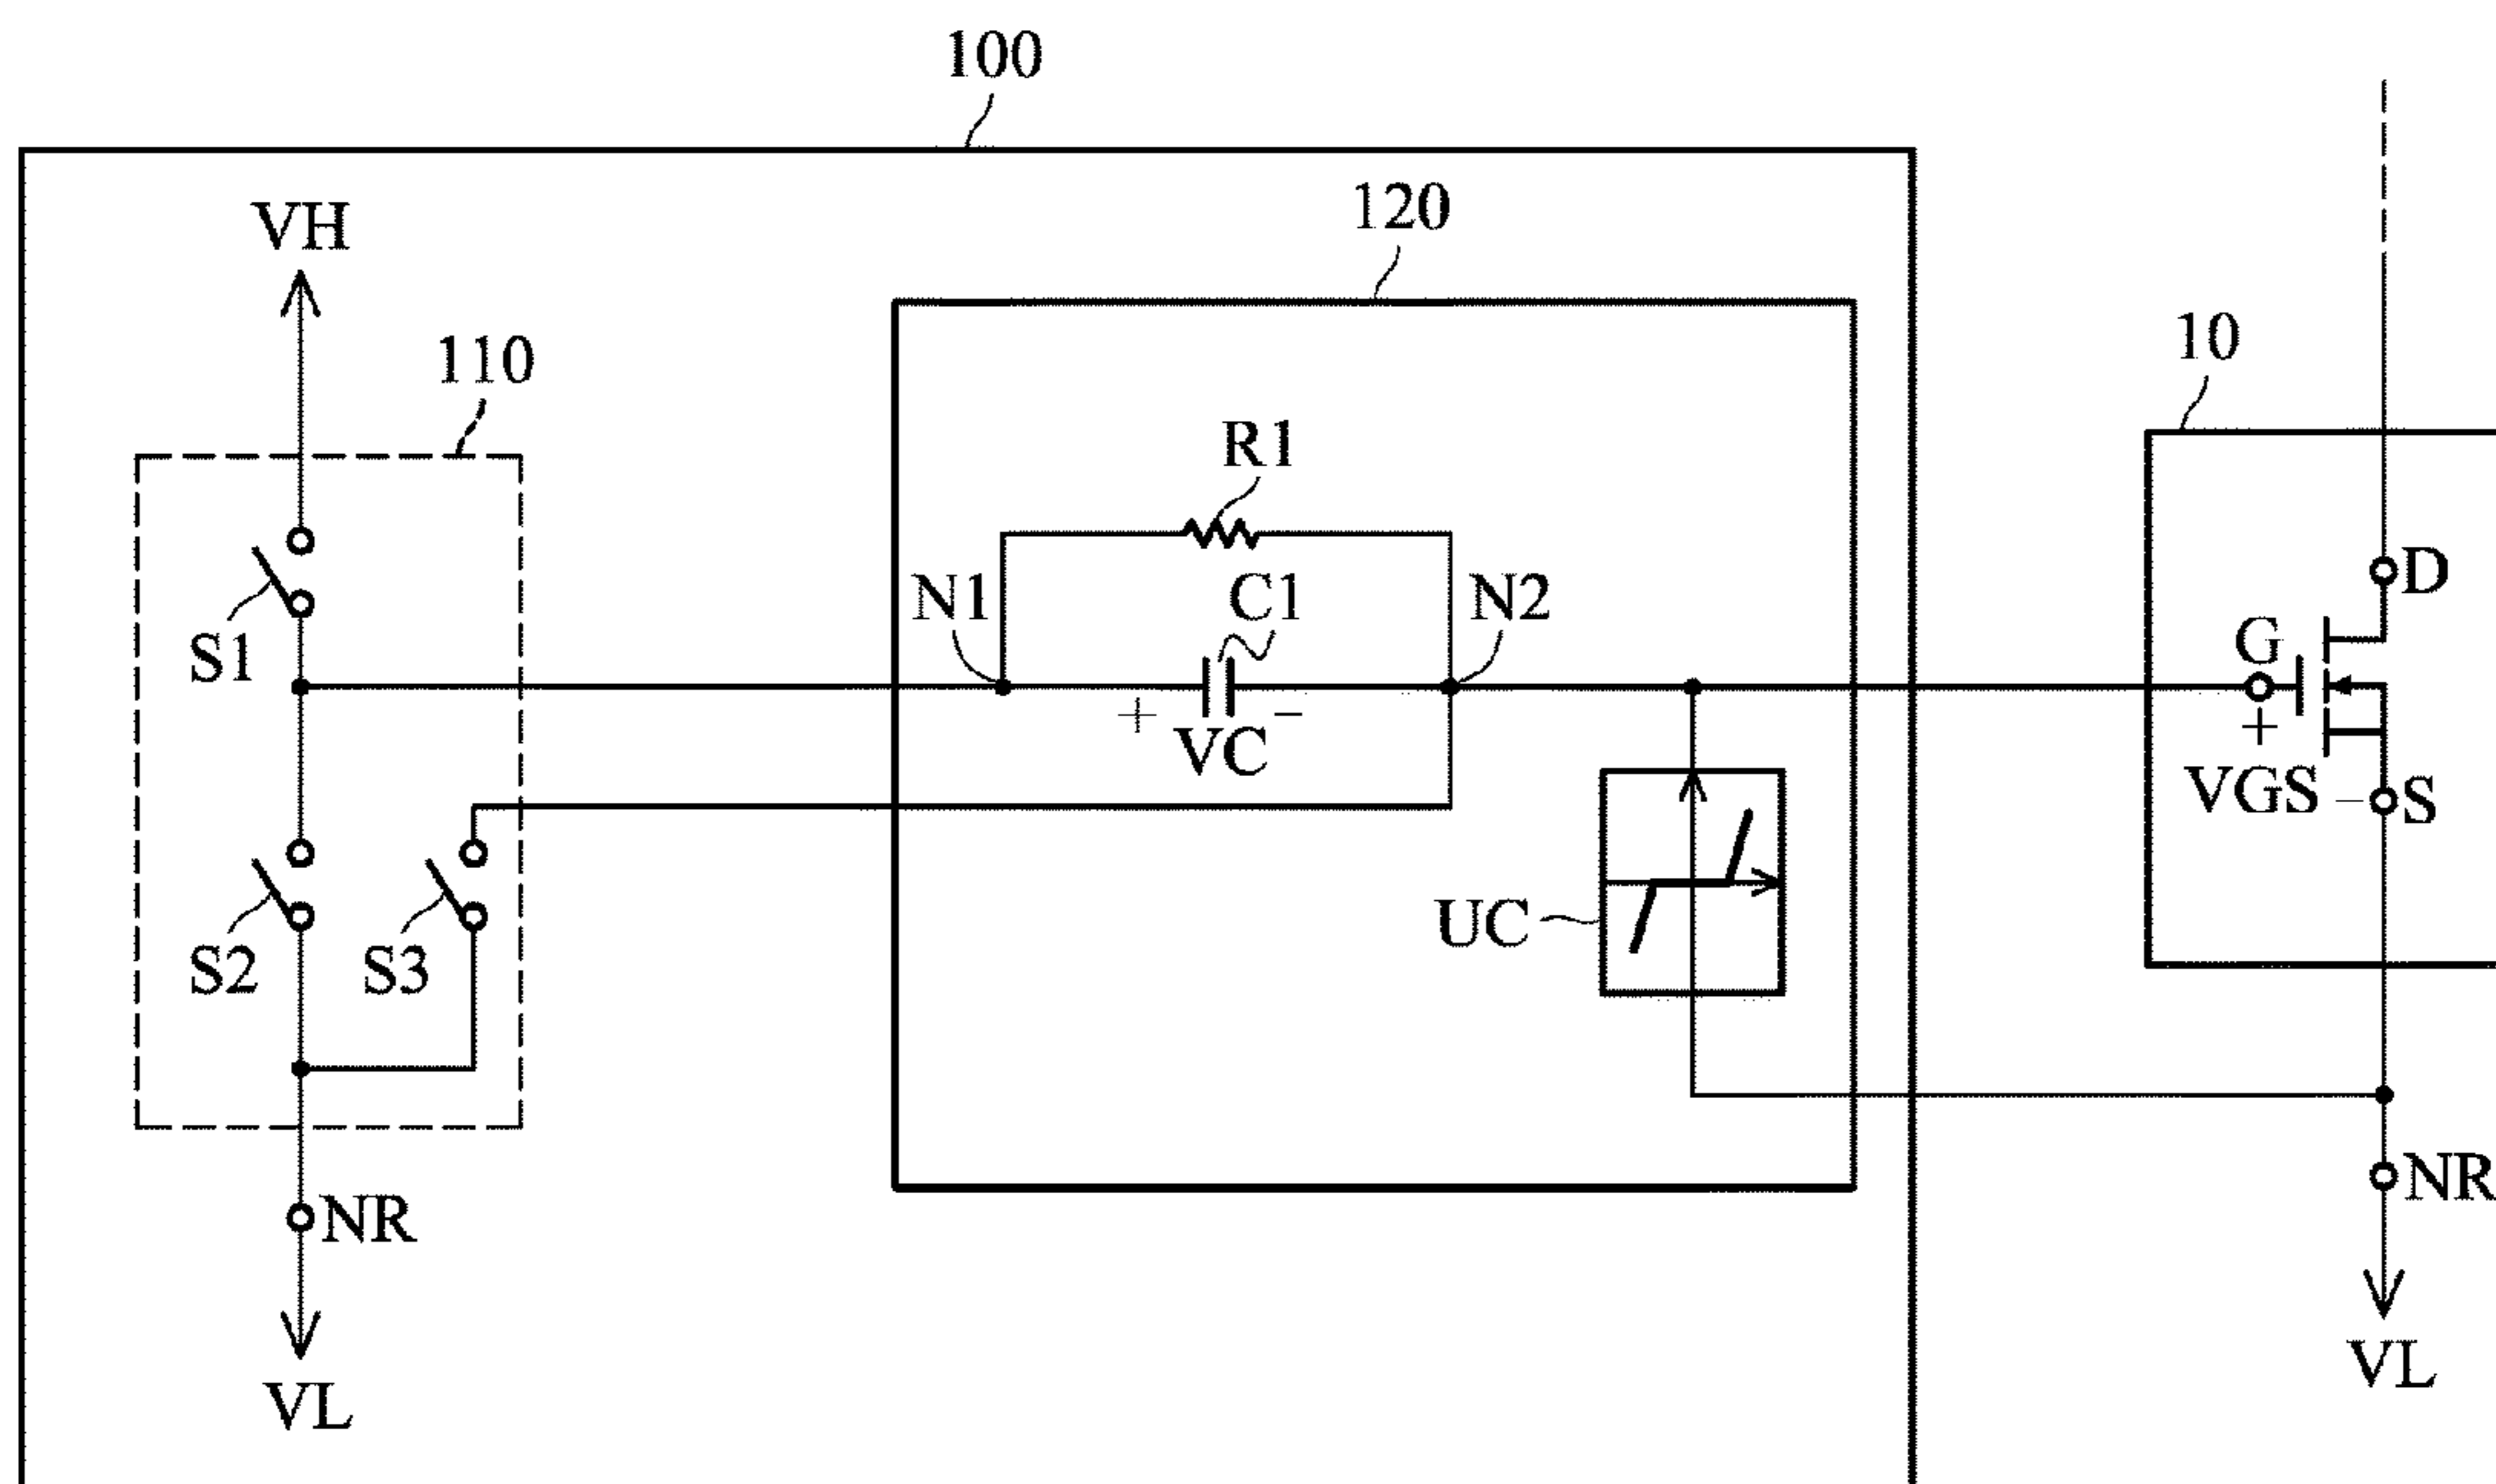 100
120
VH
10
110
R1
N1
C1
N2
D
S1
G
+
VC
-
+
VGS
-
S
UC
S2
S3
NR
NR
VL
VL